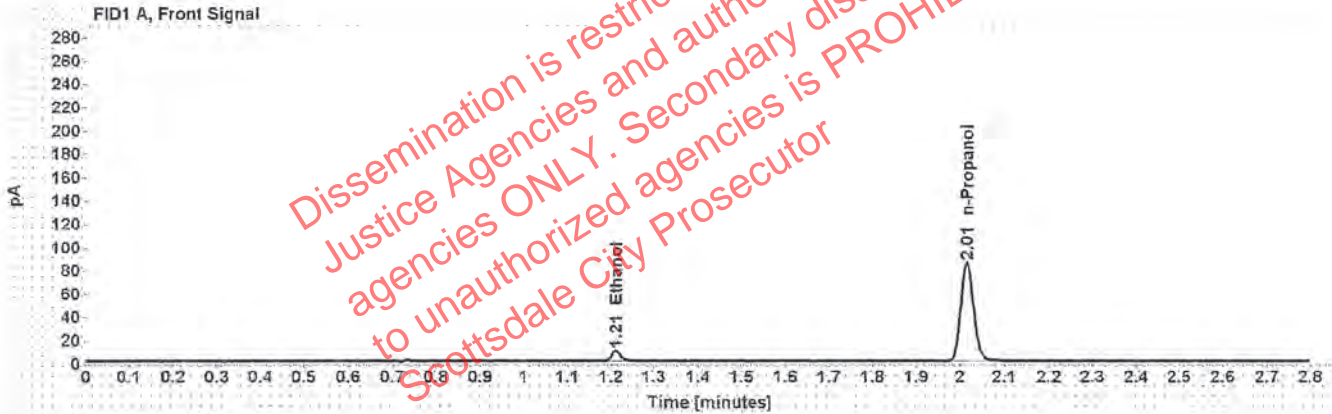 FID1 A, Front Signal
280
260
240
220
200
180
160
140
120
100
80
60
40
20
0
pA
1.21 Ethanol
2.01 n-Propanol
0 0.1 0.2 0.3 0.4 0.5 0.6 0.7 0.8 0.9 1 1.1 1.2 1.3 1.4 1.5 1.6 1.7 1.8 1.9 2 2.1 2.2 2.3 2.4 2.5 2.6 2.7 2.8
Time [minutes]
Dissemination is
Justice Agencies and
agencies ONLY. Secondary
to unauthorized agencies is
Scottsdale City Prosecutor